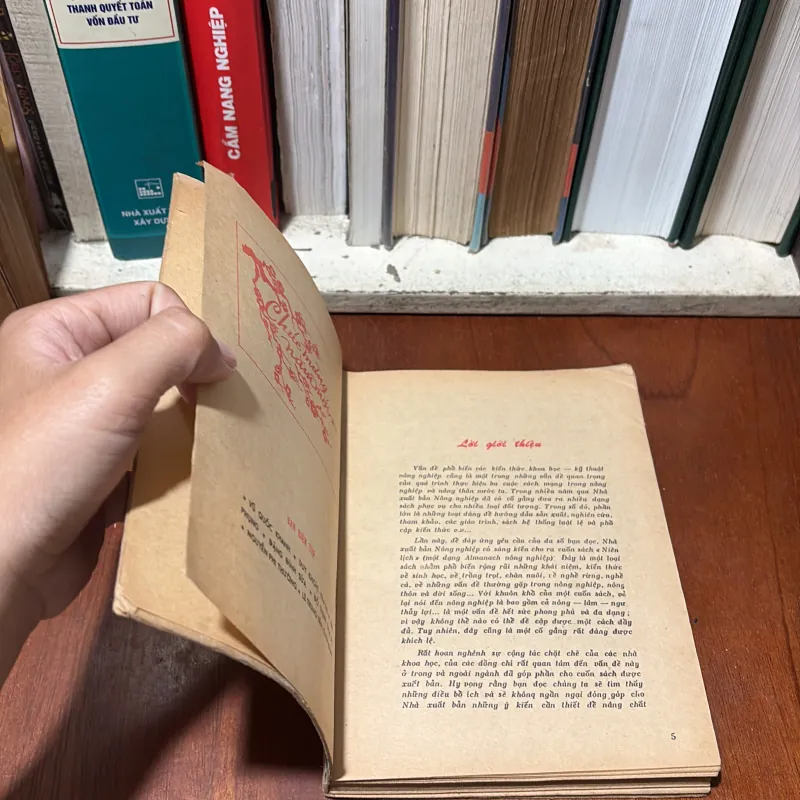 THANH QUYẾT TOÁN
VỐN ĐẦU TƯ
NHÀ XUẤT
XÂY DỰ
CẨM NANG NGHIỆP
Chúc mừng
năm mới
BAN BIÊN TẬP
Lời giới thiệu
Vấn đề phổ biến các kiến thức khoa học — kỹ thuật
nông nghiệp cũng là một trong những vấn đề quan trọng
của quá trình thực hiện ba cuộc cách mạng trong nông
nghiệp và nông thôn nước ta. Trong nhiều năm qua Nhà
xuất bản Nông nghiệp đã cố gắng đưa ra nhiều dạng
sách phục vụ cho nhiều loại đối tượng. Trong số đó, phần
lớn là những loại dáng đề hướng dẫn sản xuất, nghiên cứu,
tham khảo, các giáo trình, sách hệ thống luật lệ và phổ
cập kiến thức v.v...
Lần này, đề đáp ứng yêu cầu của đa số bạn đọc, Nhà
xuất bản Nông nghiệp có sáng kiến cho ra cuốn sách « Niên
lịch » (một dạng Almanach nông nghiệp). Đây là một loại
sách nhằm phổ biến rộng rãi những khái niệm, kiến thức
về sinh học, về trồng trọt, chăn nuôi, về nghề rừng, nghề
cá, về những vấn đề thường gặp trong nông nghiệp, nông
thôn và đời sống... Với khuôn khổ của một cuốn sách, vả
lại nói đến nông nghiệp là bao gồm cả nông — lâm — ngư
thủy lợi... là một vấn đề hết sức phong phú và đa dạng ;
vì vậy không thể nào có thể đề cập được một cách đầy
đủ. Tuy nhiên, đây cũng là một cố gắng rất đáng được
khích lệ.
Rất hoan nghênh sự cộng tác chặt chẽ của các nhà
khoa học, của các đồng chí rất quan tâm đến vấn đề này
ở trong và ngoài ngành đã góp phần cho cuốn sách được
xuất bản. Hy vọng rằng bạn đọc chúng ta sẽ tìm thấy
những điều bổ ích và sẽ không ngần ngại đóng góp cho
Nhà xuất bản những ý kiến cần thiết đề nâng chất
5